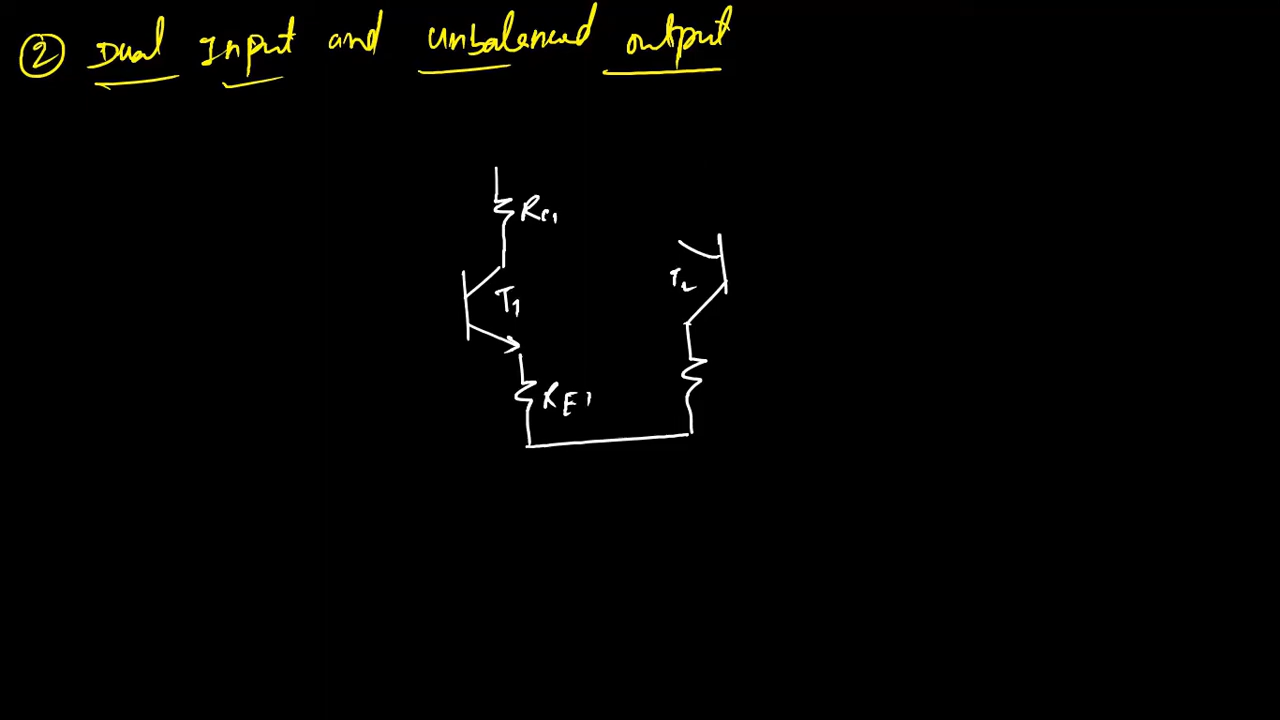 ② Dual Input and unbalanced output
RC1
T2
T1
RE1